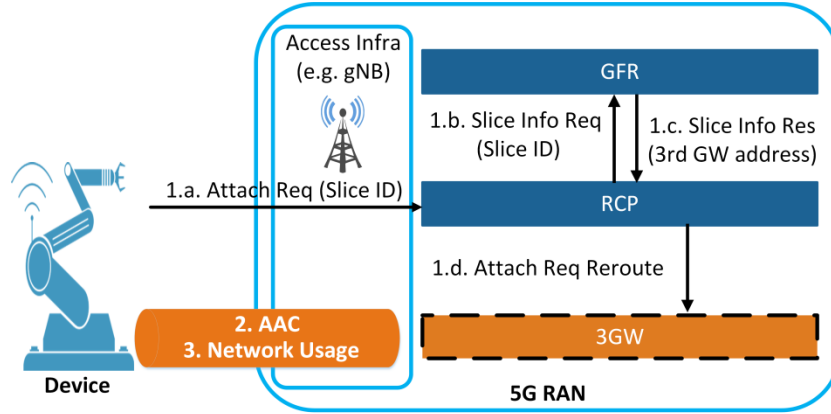 Access Infra
(e.g. gNB)
GFR
1.b. Slice Info Req
(Slice ID)
1.c. Slice Info Res
(3rd GW address)
1.a. Attach Req (Slice ID)
RCP
1.d. Attach Req Reroute
2. AAC
3. Network Usage
3GW
Device
5G RAN